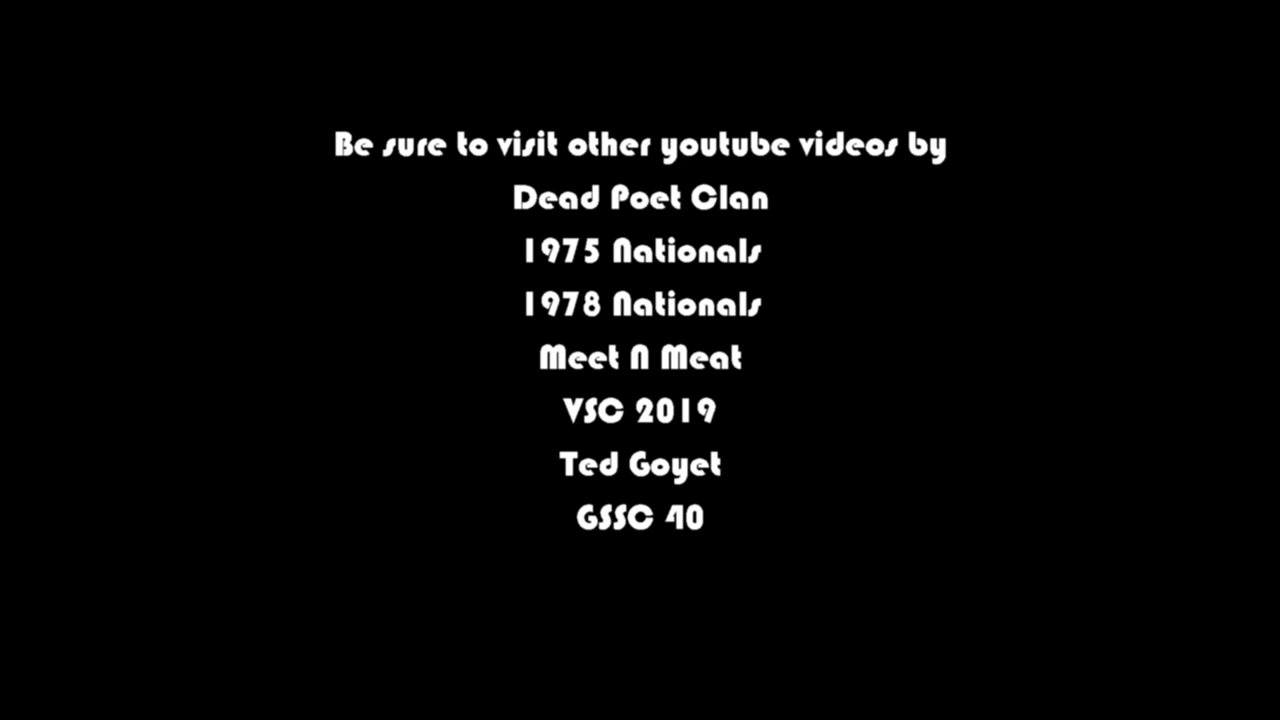 Be sure to visit other youtube videos by
Dead Poet Clan
1975 Nationals
1978 Nationals
Meet N Meat
VSC 2019
Ted Goyet
GSSC 40